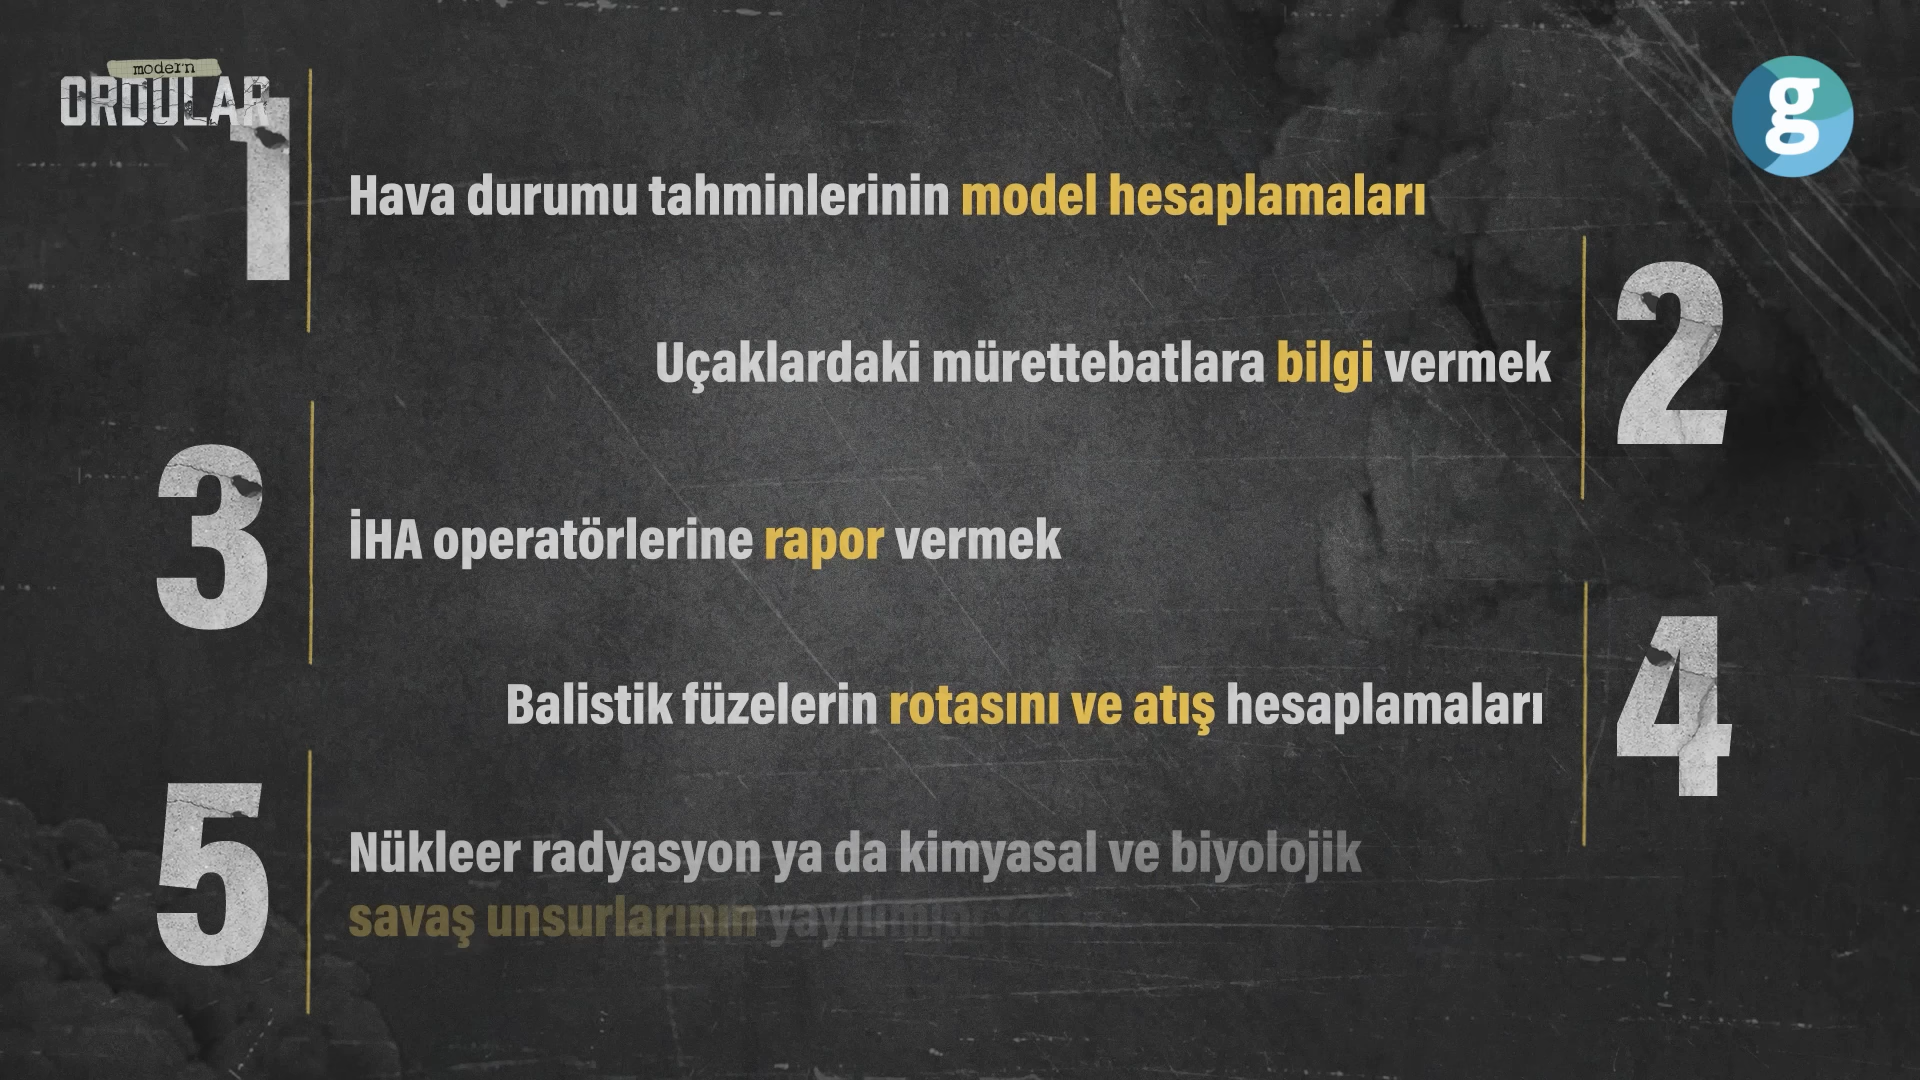 modern
ORDULAR
1
Hava durumu tahminlerinin model hesaplamaları
2
Uçaklardaki mürettebatlara bilgi vermek
3
İHA operatörlerine rapor vermek
4
Balistik füzelerin rotasını ve atış hesaplamaları
5
Nükleer radyasyon ya da kimyasal ve biyolojik
savaş unsurlarının yayılımını
g